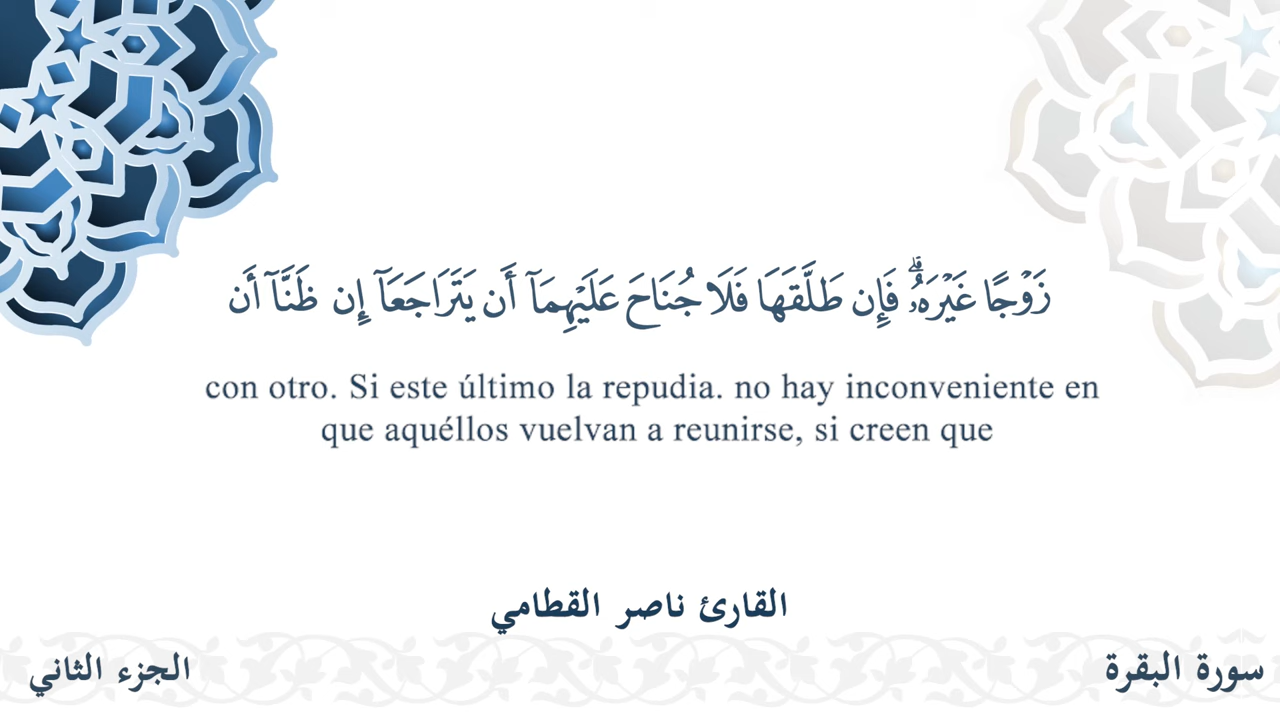 زَوْجًا غَيْرَهُۥۗ فَإِن طَلَّقَهَا فَلَا جُنَاحَ عَلَيْهِمَآ أَن يَتَرَاجَعَآ إِن ظَنَّآ أَن
con otro. Si este último la repudia. no hay inconveniente en
que aquéllos vuelvan a reunirse, si creen que
القارئ ناصر القطامي
سورة البقرة
الجزء الثاني